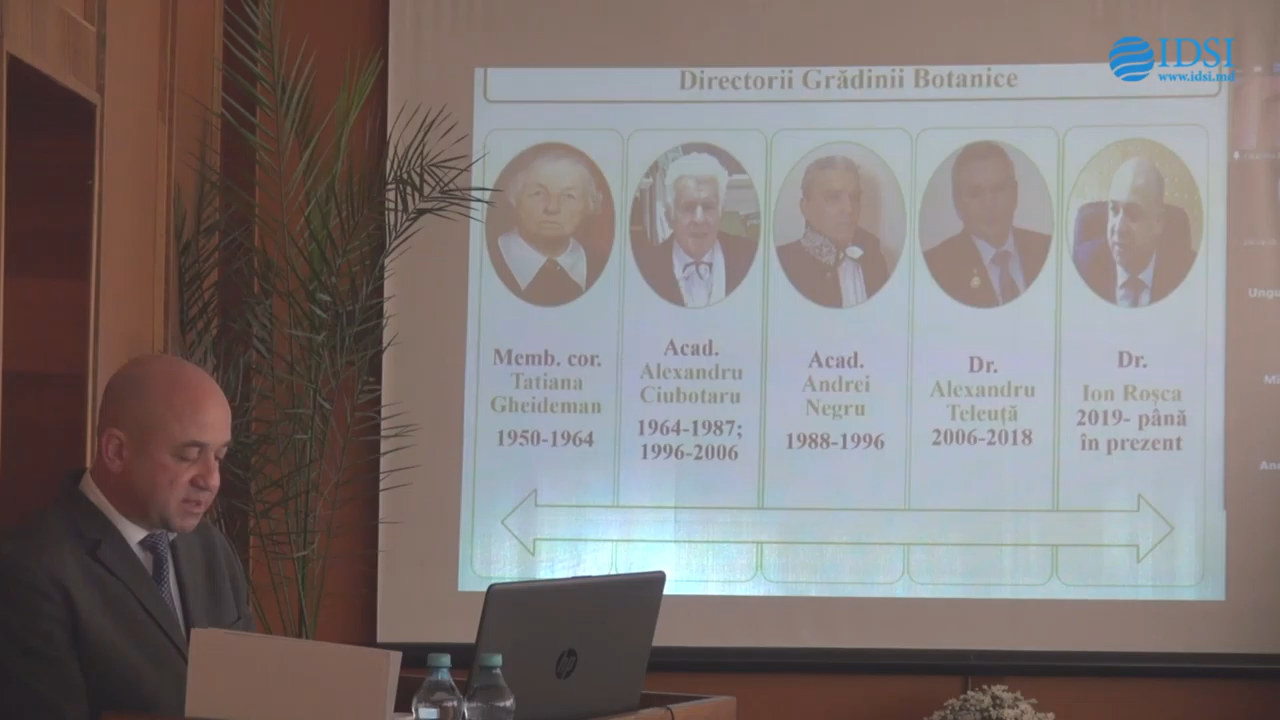 IDSI
www.idsi.md
Directorii Grădinii Botanice
Memb. cor.
Tatiana
Gheideman
1950-1964
Acad.
Alexandru
Ciubotaru
1964-1987;
1996-2006
Acad.
Andrei
Negru
1988-1996
Dr.
Alexandru
Teleuță
2006-2018
Dr.
Ion Roșca
2019- până
în prezent
hp